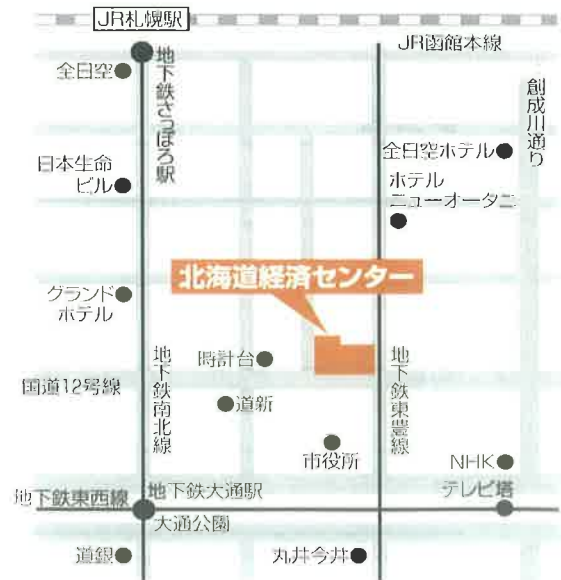 JR札幌駅
JR函館本線
全日空
地下鉄さっぽろ駅
創成川通り
全日空ホテル
日本生命
ビル
ホテル
ニューオータニ
北海道経済センター
グランド
ホテル
時計台
地下鉄南北線
地下鉄東豊線
国道12号線
道新
市役所
NHK
地下鉄東西線
地下鉄大通駅
テレビ塔
大通公園
道銀
丸井今井